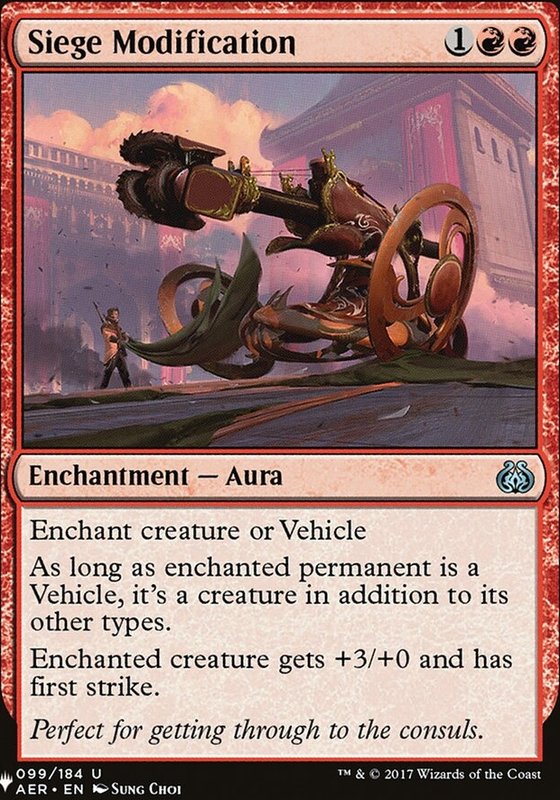 Siege Modification 1
Enchantment — Aura
Enchant creature or Vehicle
As long as enchanted permanent is a
Vehicle, it's a creature in addition to its
other types.
Enchanted creature gets +3/+0 and has
first strike.
Perfect for getting through to the consuls.
099/184 U
AER • EN Sung Choi
™ & © 2017 Wizards of the Coast